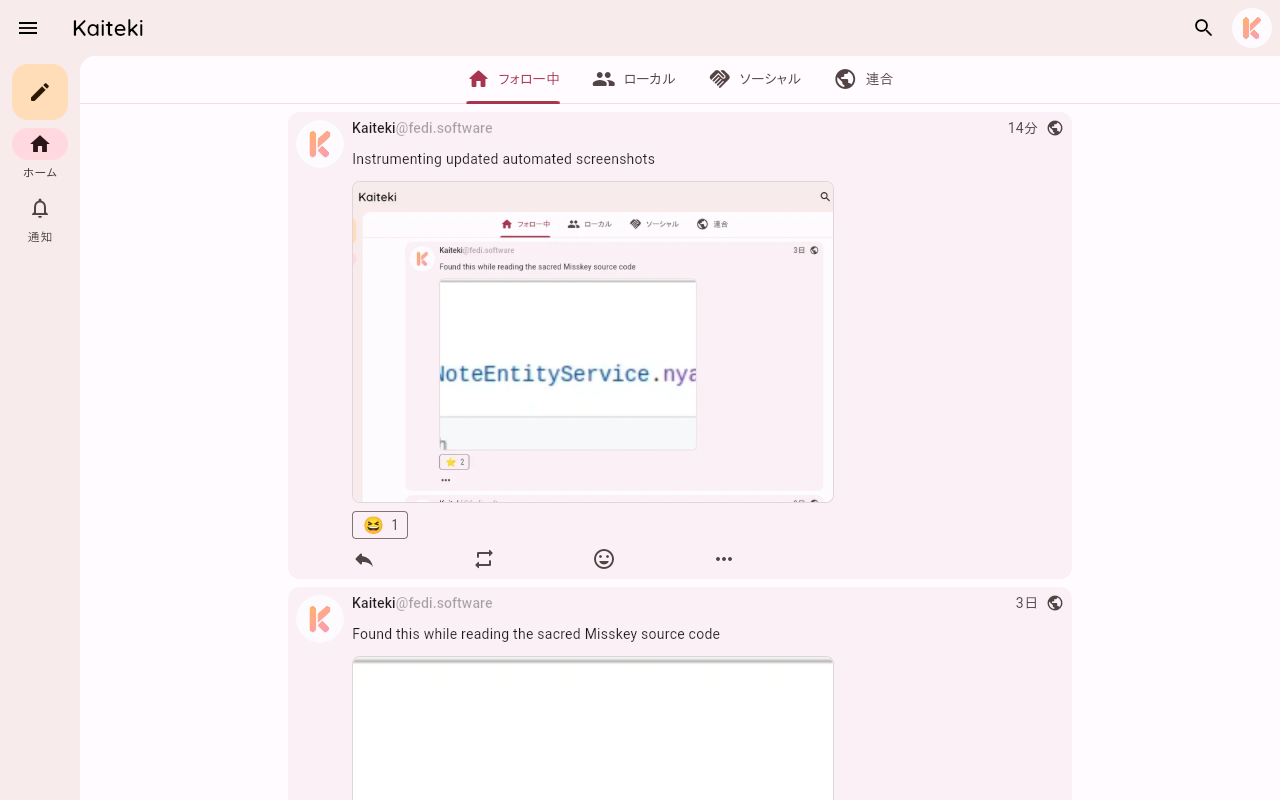 Kaiteki
フォロー中 ローカル ソーシャル 連合
ホーム
通知
Kaiteki@fedi.software 14分
Instrumenting updated automated screenshots
Kaiteki
フォロー中 ローカル ソーシャル 連合
Kaiteki@fedi.software 3日
Found this while reading the sacred Misskey source code
NoteEntityService.nya
2
1
Kaiteki@fedi.software 3日
Found this while reading the sacred Misskey source code